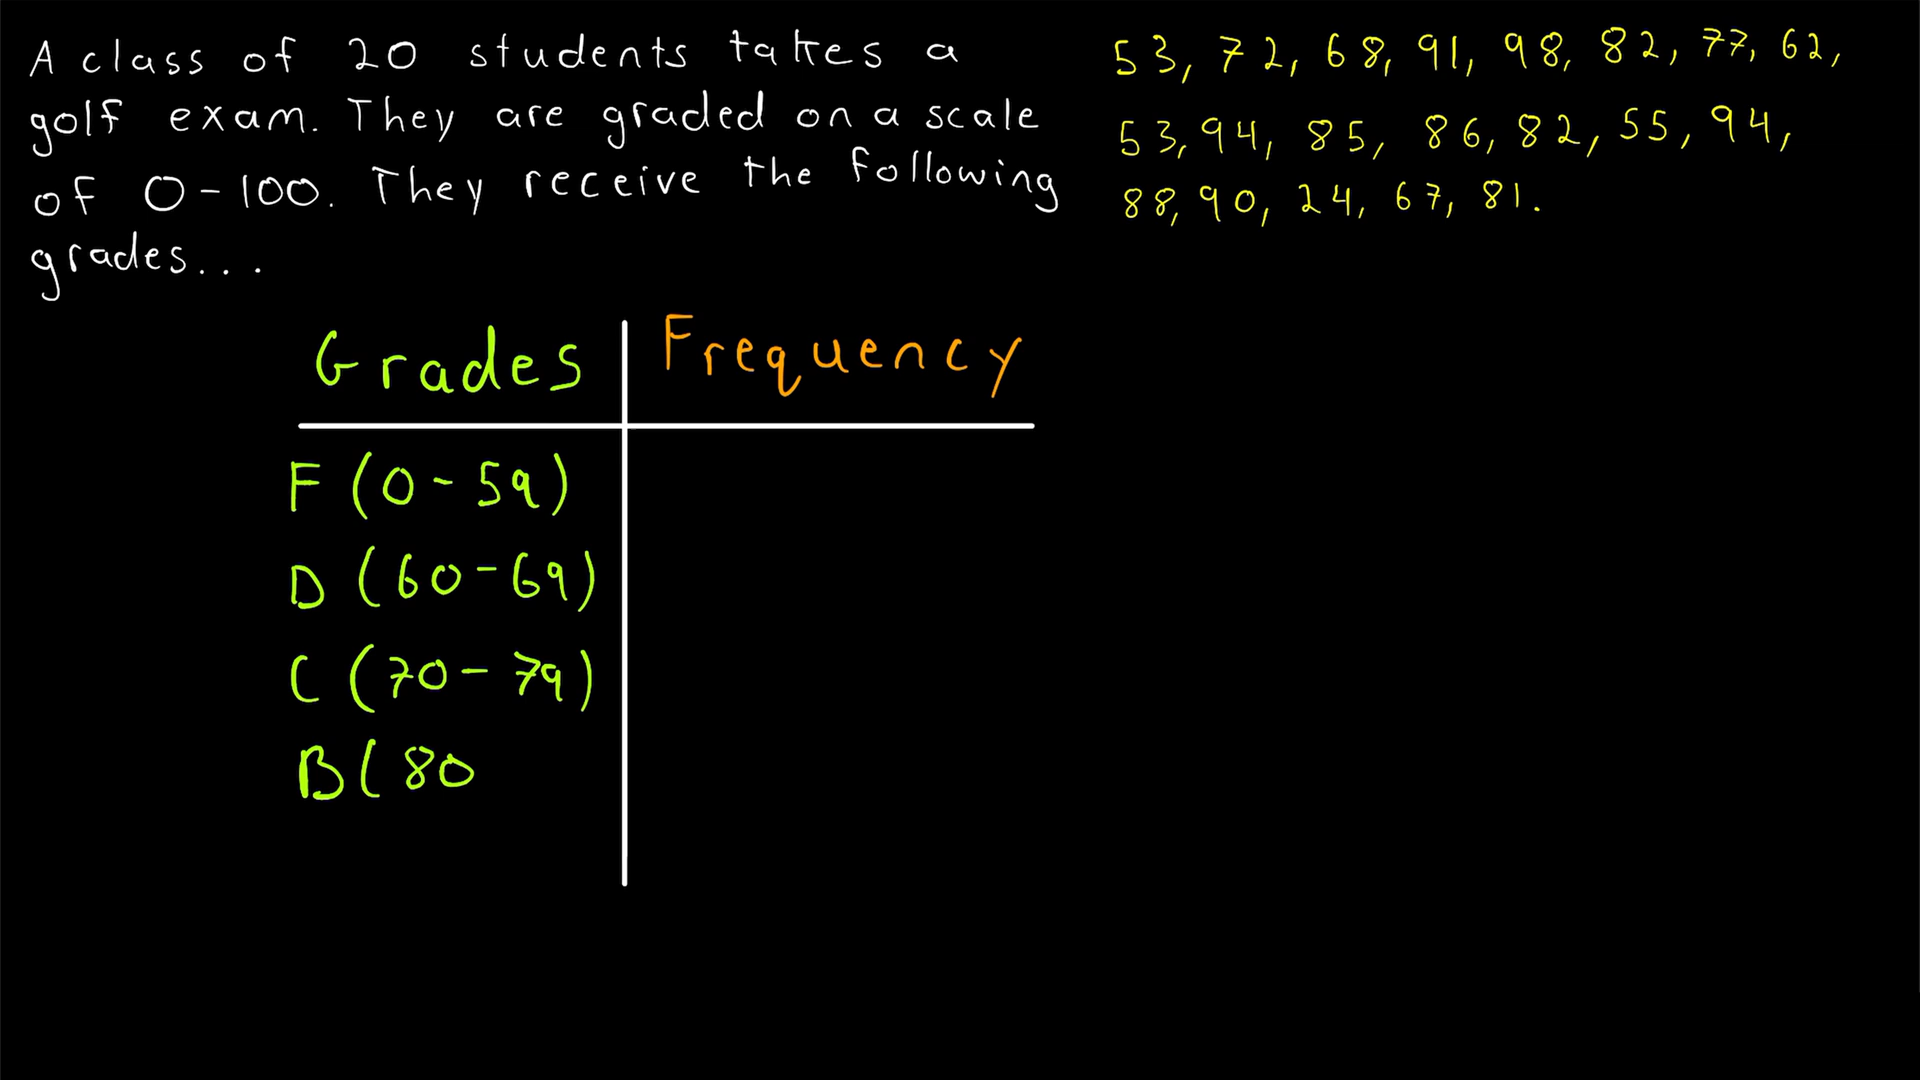 A class of 20 students takes a
golf exam. They are graded on a scale
of 0-100. They receive the following
grades...
53, 72, 68, 91, 98, 82, 77, 62,
53, 94, 85, 86, 82, 55, 94,
88, 90, 24, 67, 81.
Grades Frequency
F (0-59)
D (60-69)
C (70-79)
B (80